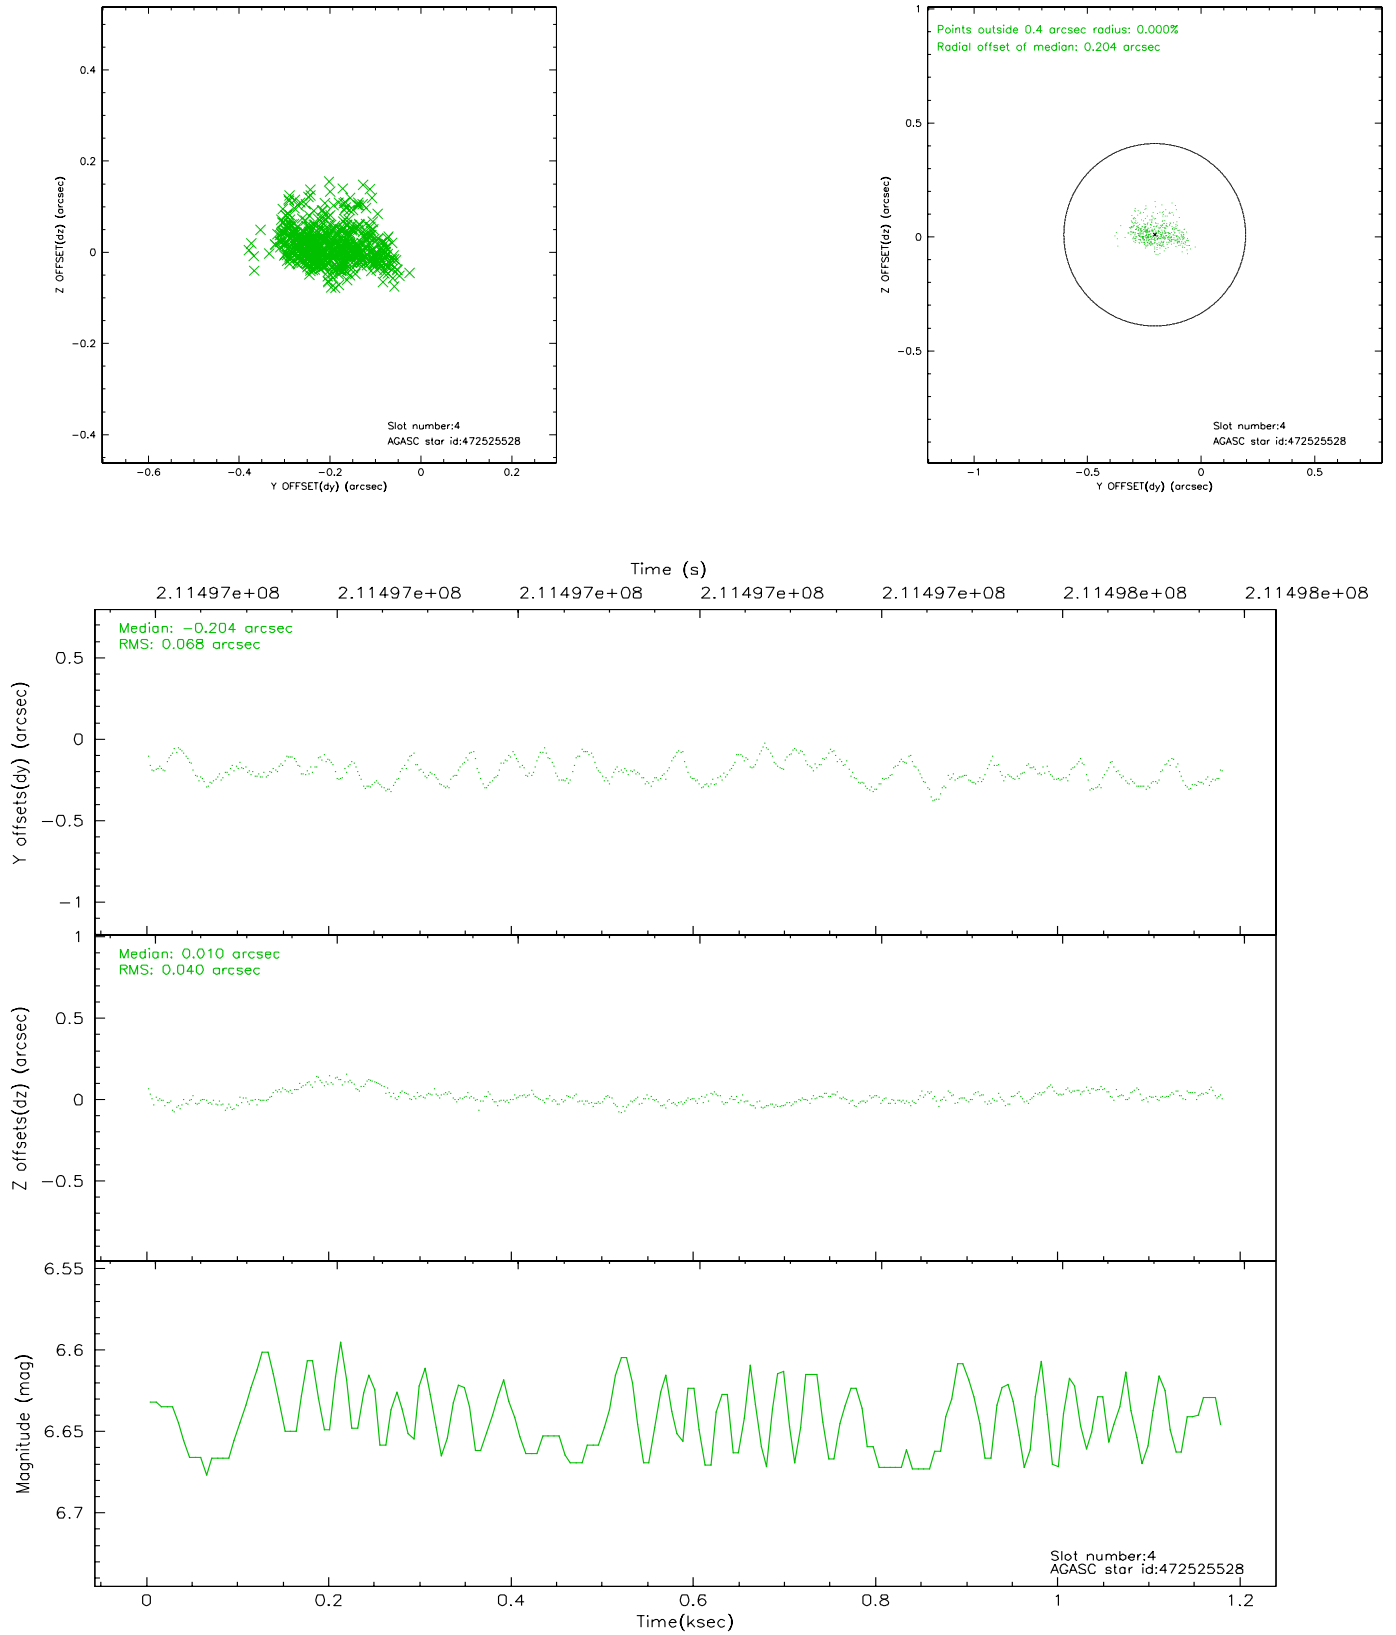 0.4
0.2
0
−0.2
−0.4
Z OFFSET(dz) (arcsec)
Slot number:4
AGASC star id:472525528
−0.6
−0.4
−0.2
0
0.2
Y OFFSET(dy) (arcsec)
Points outside 0.4 arcsec radius: 0.000%
Radial offset of median: 0.204 arcsec
1
0.5
0
−0.5
Z OFFSET(dz) (arcsec)
Slot number:4
AGASC star id:472525528
−1
−0.5
0
0.5
Y OFFSET(dy) (arcsec)
Time (s)
2.11497e+08
2.11497e+08
2.11497e+08
2.11497e+08
2.11497e+08
2.11498e+08
2.11498e+08
Median: −0.204 arcsec
RMS: 0.068 arcsec
0.5
0
−0.5
−1
Y offsets(dy) (arcsec)
Median: 0.010 arcsec
RMS: 0.040 arcsec
1
0.5
0
−0.5
Z offsets(dz) (arcsec)
6.55
6.6
6.65
6.7
Magnitude (mag)
Slot number:4
AGASC star id:472525528
0
0.2
0.4
0.6
0.8
1
1.2
Time(ksec)